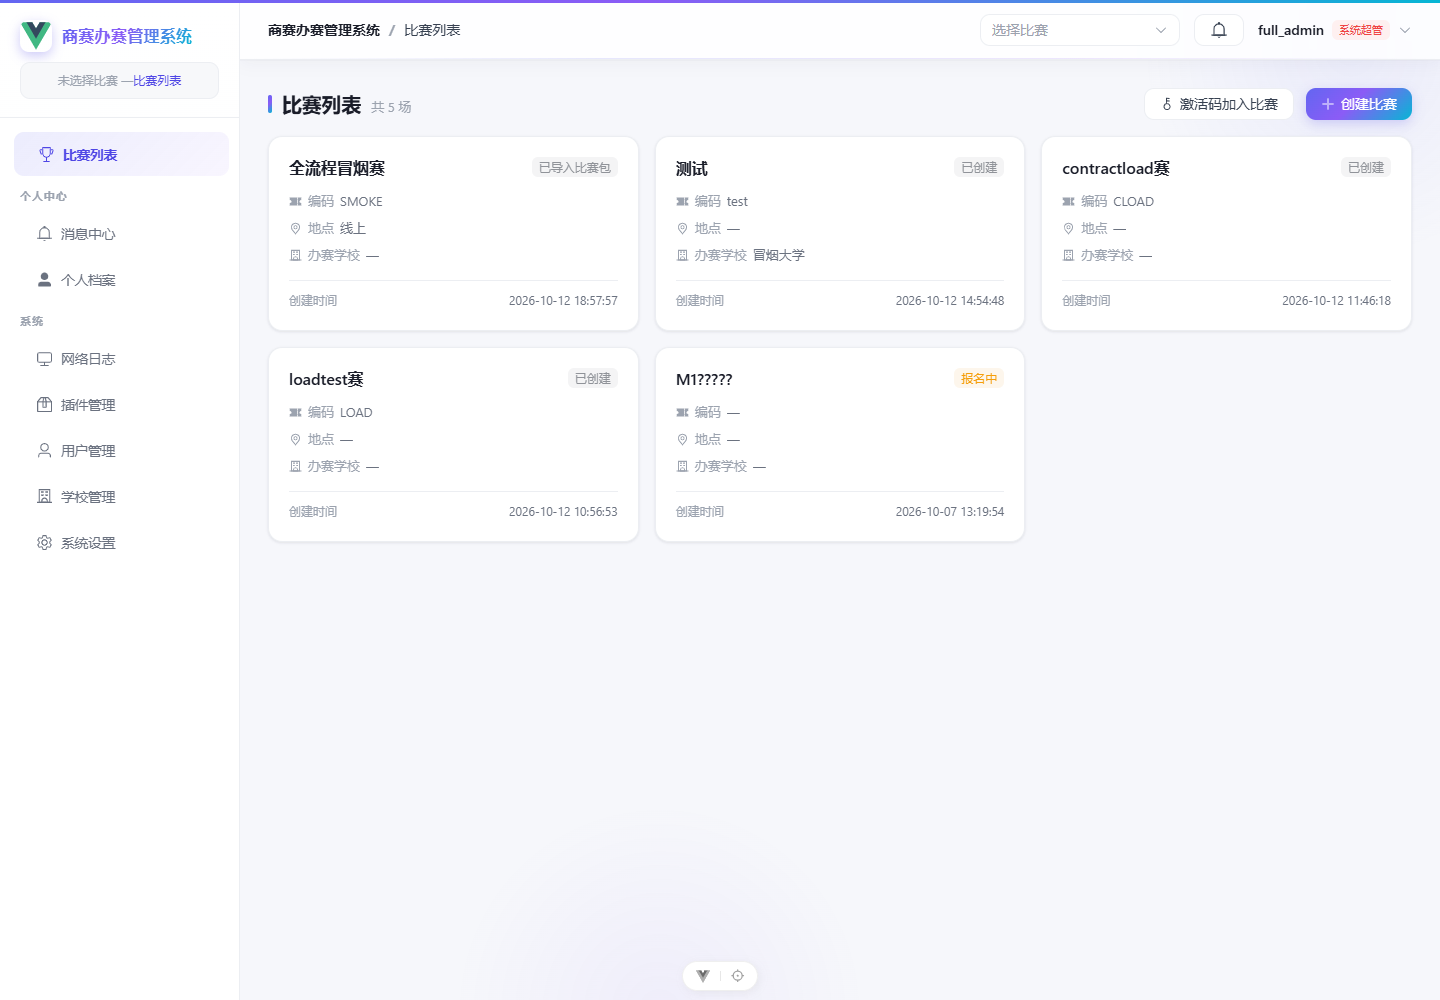 商赛办赛管理系统
未选择比赛 —比赛列表
比赛列表
个人中心
消息中心
个人档案
系统
网络日志
插件管理
用户管理
学校管理
系统设置
商赛办赛管理系统 / 比赛列表
选择比赛
full_admin 系统超管
比赛列表 共 5 场
激活码加入比赛
创建比赛
全流程冒烟赛 已导入比赛包
编码 SMOKE
地点 线上
办赛学校 —
创建时间 2026-10-12 18:57:57
测试 已创建
编码 test
地点 —
办赛学校 冒烟大学
创建时间 2026-10-12 14:54:48
contractload赛 已创建
编码 CLOAD
地点 —
办赛学校 —
创建时间 2026-10-12 11:46:18
loadtest赛 已创建
编码 LOAD
地点 —
办赛学校 —
创建时间 2026-10-12 10:56:53
M1????? 报名中
编码 —
地点 —
办赛学校 —
创建时间 2026-10-07 13:19:54